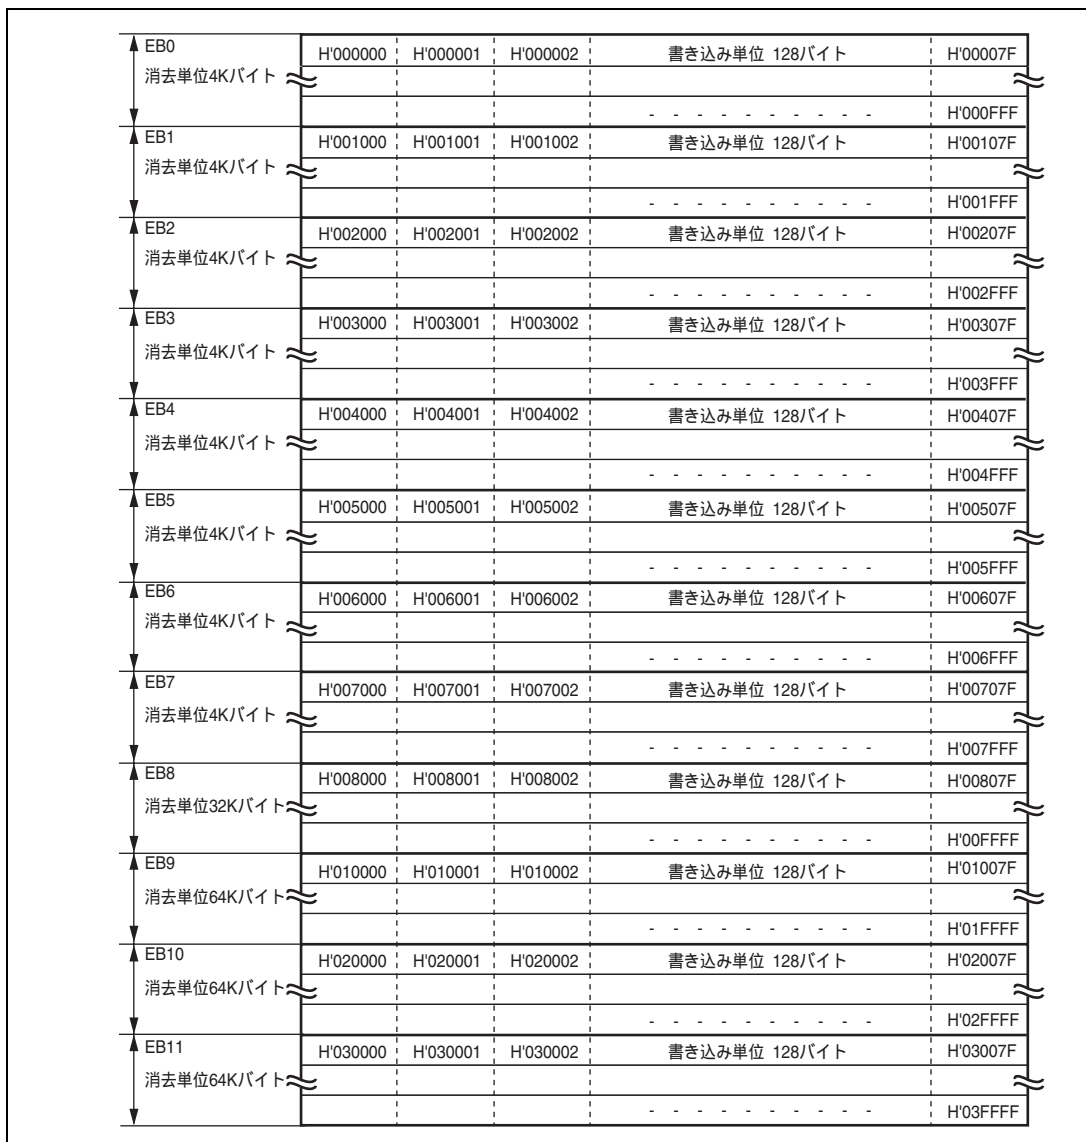 EB0
H'000000 H'000001 H'000002 書き込み単位 128バイト H'00007F
消去単位4Kバイト
- - - - - - - - - - H'000FFF
EB1
H'001000 H'001001 H'001002 書き込み単位 128バイト H'00107F
消去単位4Kバイト
- - - - - - - - - - H'001FFF
EB2
H'002000 H'002001 H'002002 書き込み単位 128バイト H'00207F
消去単位4Kバイト
- - - - - - - - - - H'002FFF
EB3
H'003000 H'003001 H'003002 書き込み単位 128バイト H'00307F
消去単位4Kバイト
- - - - - - - - - - H'003FFF
EB4
H'004000 H'004001 H'004002 書き込み単位 128バイト H'00407F
消去単位4Kバイト
- - - - - - - - - - H'004FFF
EB5
H'005000 H'005001 H'005002 書き込み単位 128バイト H'00507F
消去単位4Kバイト
- - - - - - - - - - H'005FFF
EB6
H'006000 H'006001 H'006002 書き込み単位 128バイト H'00607F
消去単位4Kバイト
- - - - - - - - - - H'006FFF
EB7
H'007000 H'007001 H'007002 書き込み単位 128バイト H'00707F
消去単位4Kバイト
- - - - - - - - - - H'007FFF
EB8
H'008000 H'008001 H'008002 書き込み単位 128バイト H'00807F
消去単位32Kバイト
- - - - - - - - - - H'00FFFF
EB9
H'010000 H'010001 H'010002 書き込み単位 128バイト H'01007F
消去単位64Kバイト
- - - - - - - - - - H'01FFFF
EB10
H'020000 H'020001 H'020002 書き込み単位 128バイト H'02007F
消去単位64Kバイト
- - - - - - - - - - H'02FFFF
EB11
H'030000 H'030001 H'030002 書き込み単位 128バイト H'03007F
消去単位64Kバイト
- - - - - - - - - - H'03FFFF